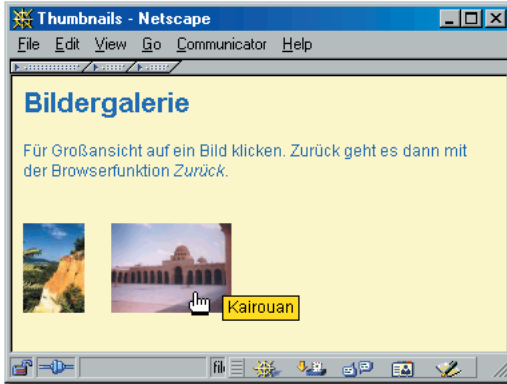 Thumbnails - Netscape
File Edit View Go Communicator Help
Bildergalerie
Für Großansicht auf ein Bild klicken. Zurück geht es dann mit
der Browserfunktion Zurück.
Kairouan